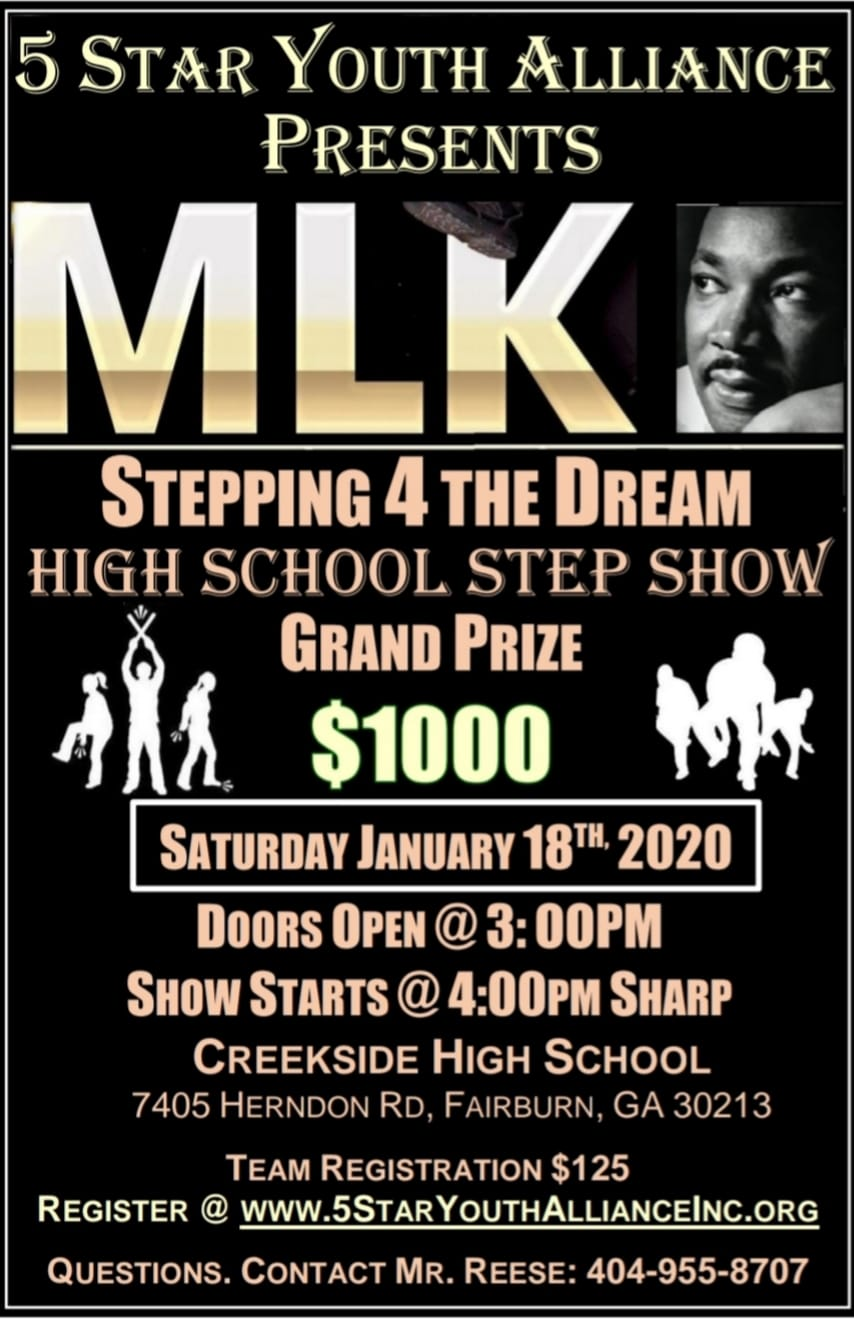 5 Star Youth Alliance
Presents
MLK
Stepping 4 the Dream
High School Step Show
Grand Prize
$1000
Saturday January 18th, 2020
Doors Open @ 3: 00pm
Show Starts @ 4:00pm Sharp
Creekside High School
7405 Herndon Rd, Fairburn, GA 30213
Team Registration $125
Register @ www.5StarYouthAllianceInc.org
Questions. Contact Mr. Reese: 404-955-8707